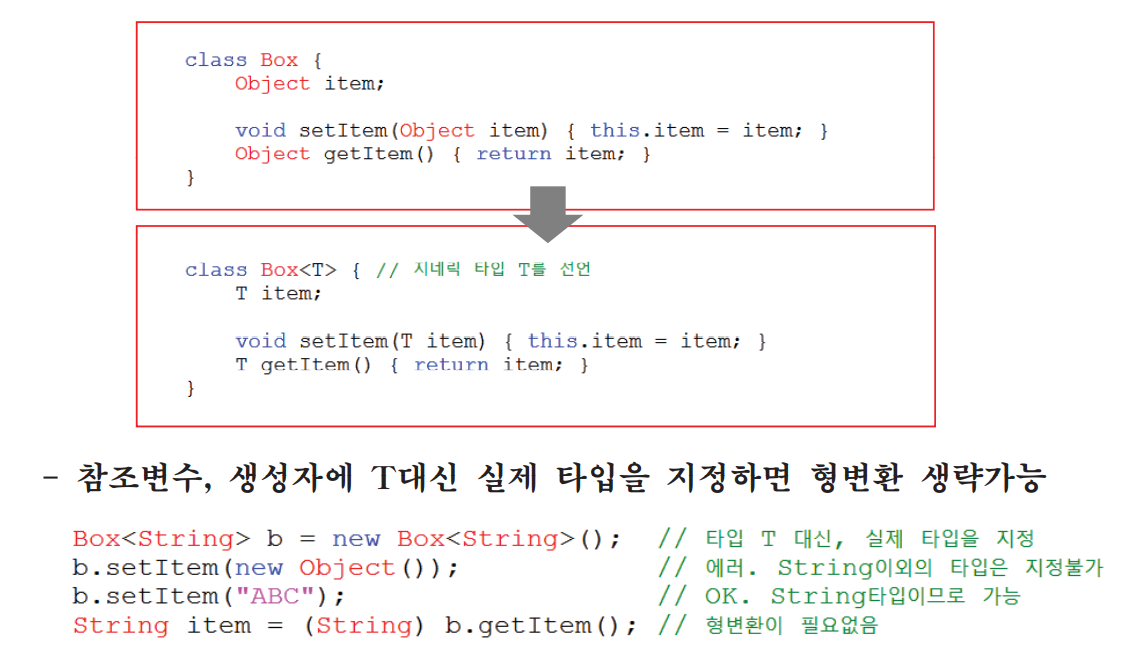 class Box {
Object item;
void setItem(Object item) { this.item = item; }
Object getItem() { return item; }
}
class Box<T> { // 지네릭 타입 T를 선언
T item;
void setItem(T item) { this.item = item; }
T getItem() { return item; }
}
- 참조변수, 생성자에 T대신 실제 타입을 지정하면 형변환 생략가능
Box<String> b = new Box<String>(); // 타입 T 대신, 실제 타입을 지정
b.setItem(new Object()); // 에러. String이외의 타입은 지정불가
b.setItem("ABC"); // OK. String타입이므로 가능
String item = (String) b.getItem(); // 형변환이 필요없음